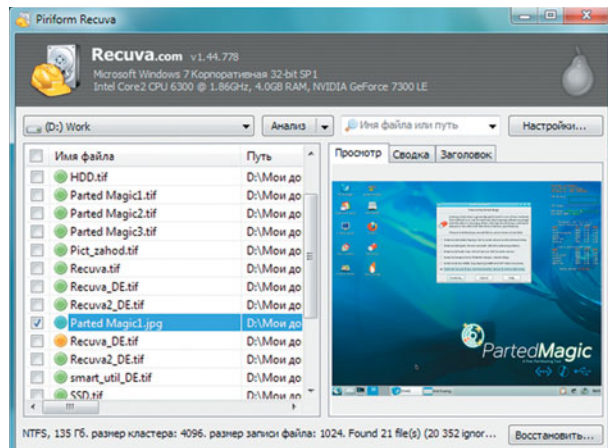 Piriform Recuva
Recuva.com v1.44.778
Microsoft Windows 7 Корпоративная 32-bit SP1
Intel Core2 CPU 6300 @ 1.86GHz, 4.0GB RAM, NVIDIA GeForce 7300 LE
(D:) Work Анализ Имя файла или путь Настройки...
Имя файла Путь Просмотр Сводка Заголовок
HDD.tif D:\Мои до
Parted Magic1.tif D:\Мои до
Parted Magic2.tif D:\Мои до
Parted Magic3.tif D:\Мои до
Pict_zahod.tif D:\Мои до
Recuva.tif D:\Мои до
Recuva_DE.tif D:\Мои до
Recuva2_DE.tif D:\Мои до
Parted Magic1.jpg D:\Мои до
Recuva_DE.tif D:\Мои до
Recuva2_DE.tif D:\Мои до
smart_util_DE.tif D:\Мои до
SSD.tif D:\Мои до
PartedMagic
NTFS, 135 Гб. размер кластера: 4096. размер записи файла: 1024. Found 21 file(s) (20 352 ignor... Восстановить...